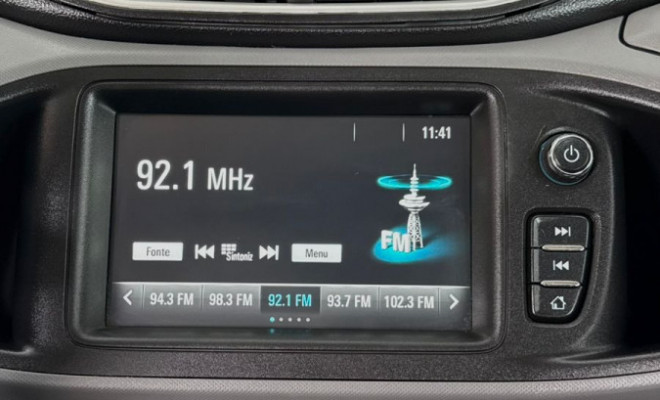 11:41
92.1 MHz
FM
Fonte Sintoniz Menu
94.3 FM 98.3 FM 92.1 FM 93.7 FM 102.3 FM